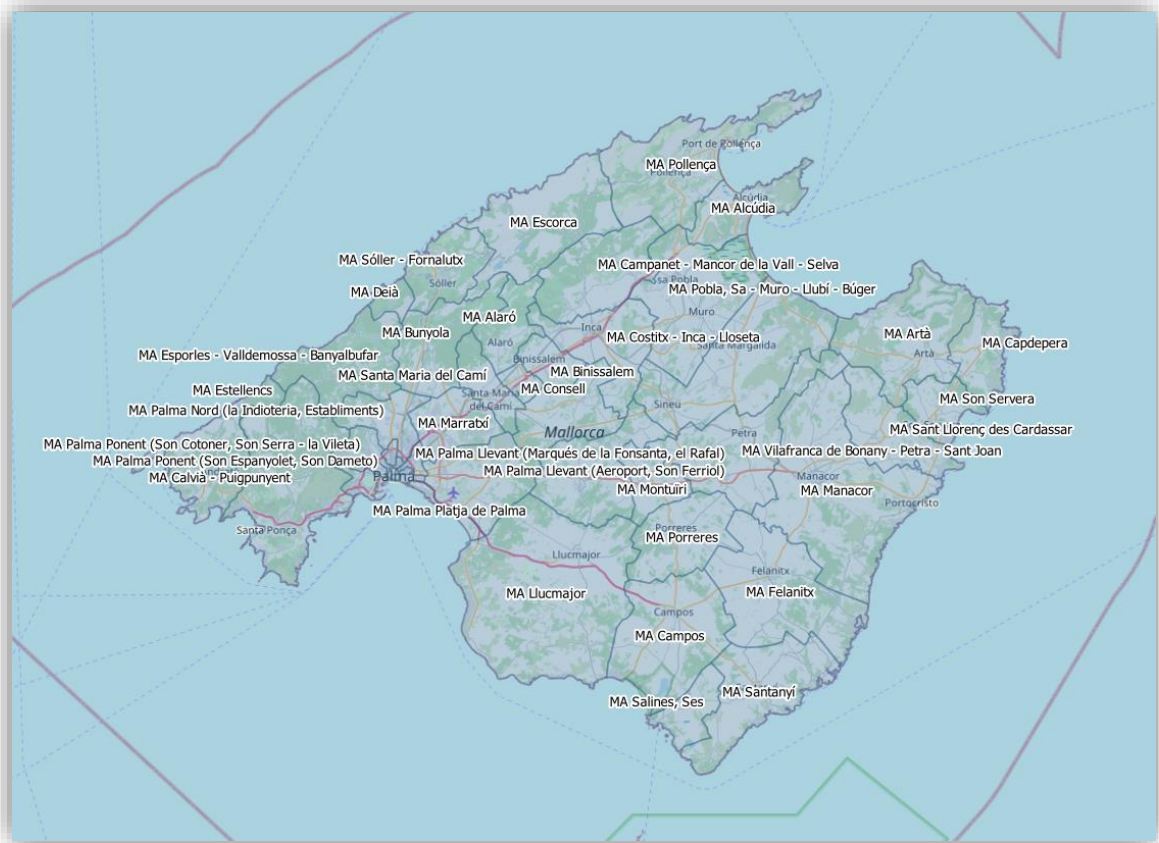 Port de Pollença
MA Pollença
Pollença
Alcúdia
MA Alcúdia
MA Escorca
MA Sóller - Fornalutx
MA Campanet - Mancor de la Vall - Selva
Sóller
Sa Pobla
MA Deià
MA Pobla, Sa - Muro - Llubí - Búger
Muro
MA Alaró
MA Bunyola
Inca
MA Costitx - Inca - Lloseta
MA Artà
Alaró
Santa Margalida
MA Capdepera
Artà
MA Esporles - Valldemossa - Banyalbufar
Binissalem
MA Santa Maria del Camí
MA Binissalem
MA Estellencs
MA Consell
Santa Maria
del Camí
MA Son Servera
MA Palma Nord (la Indioteria, Establiments)
Sineu
MA Marratxí
MA Sant Llorenç des Cardassar
Mallorca
Petra
MA Palma Ponent (Son Cotoner, Son Serra - la Vileta)
MA Palma Llevant (Marqués de la Fonsanta, el Rafal)
MA Vilafranca de Bonany - Petra - Sant Joan
MA Palma Ponent (Son Espanyolet, Son Dameto)
MA Palma Llevant (Aeroport, Son Ferriol)
Palma
MA Calvià - Puigpunyent
Manacor
MA Montuïri
MA Manacor
Portocristo
MA Palma Platja de Palma
Santa Ponça
Porreres
MA Porreres
Llucmajor
Felanitx
MA Llucmajor
MA Felanitx
Campos
MA Campos
MA Santanyí
MA Salines, Ses